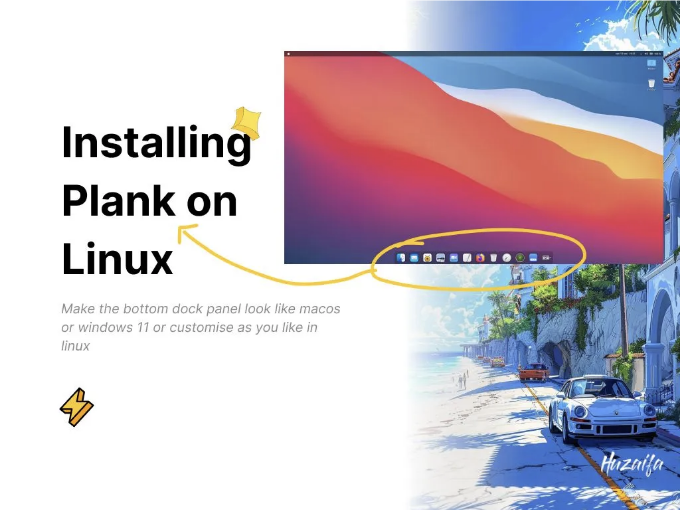 Installing
Plank on
Linux
Make the bottom dock panel look like macos
or windows 11 or customise as you like in
linux
Huzaifa